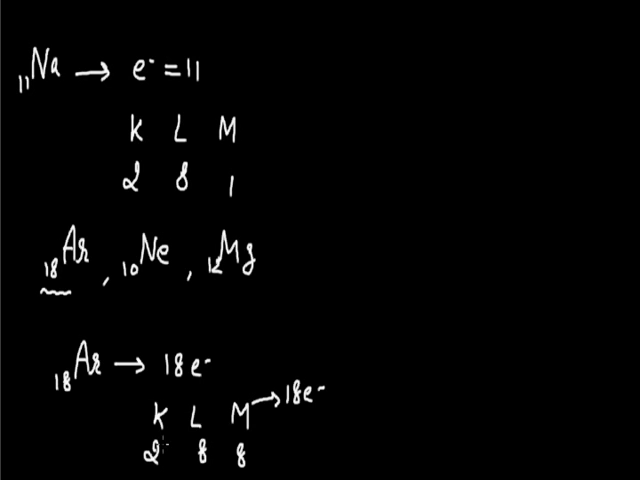 ₁₁Na → e⁻ = 11
K L M
2 8 1
₁₈Ar , ₁₀Ne , ₁₂Mg
₁₈Ar → 18e⁻
K L M → 18e⁻
2 8 8